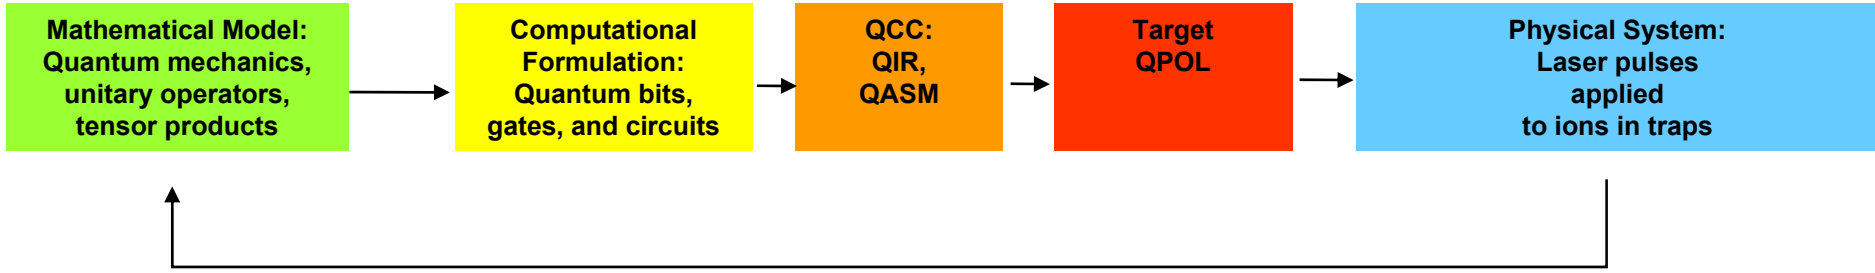 Mathematical Model:
Quantum mechanics,
unitary operators,
tensor products
Computational
Formulation:
Quantum bits,
gates, and circuits
QCC:
QIR,
QASM
Target
QPOL
Physical System:
Laser pulses
applied
to ions in traps